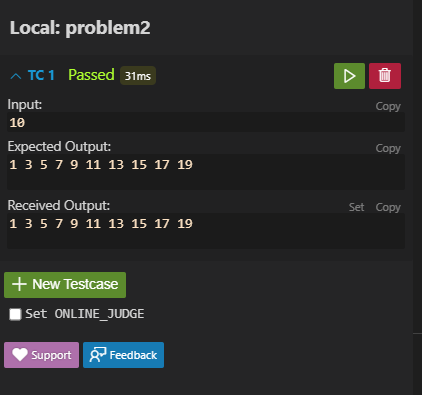 Local: problem2
TC 1 Passed 31ms
Input: Copy
10
Expected Output: Copy
1 3 5 7 9 11 13 15 17 19
Received Output: Set Copy
1 3 5 7 9 11 13 15 17 19
+ New Testcase
Set ONLINE_JUDGE
Support Feedback